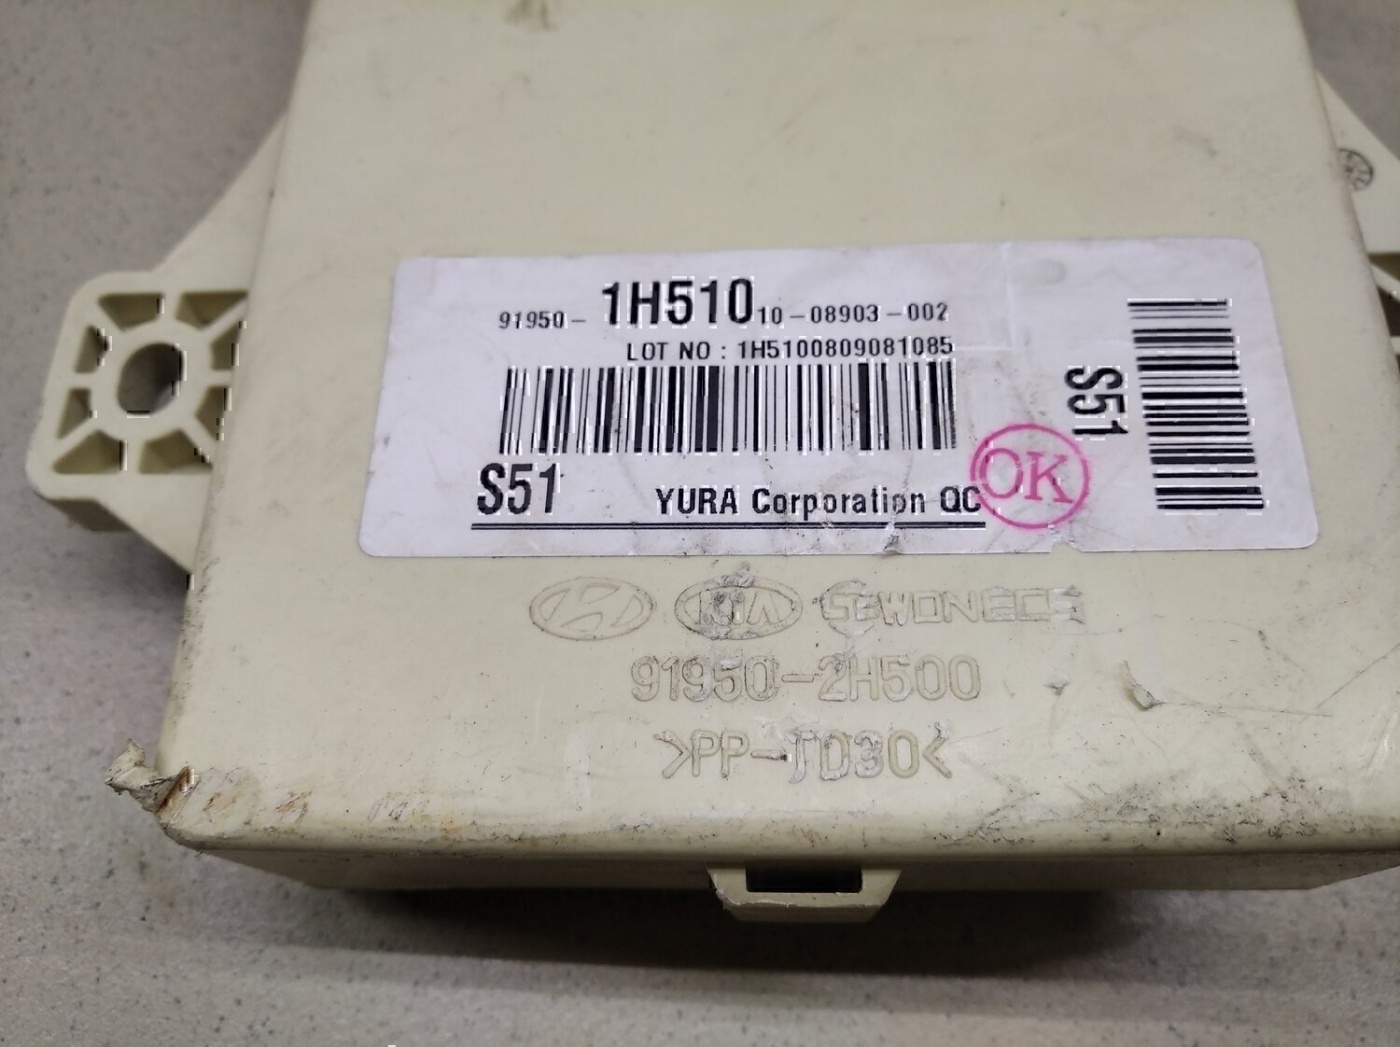 91950- 1H510 10-08903-002
LOT NO : 1H5100809081085
S51
S51 YURA Corporation QC
OK
KIA SEWONECS
91950-2H500
>PP-TD30<